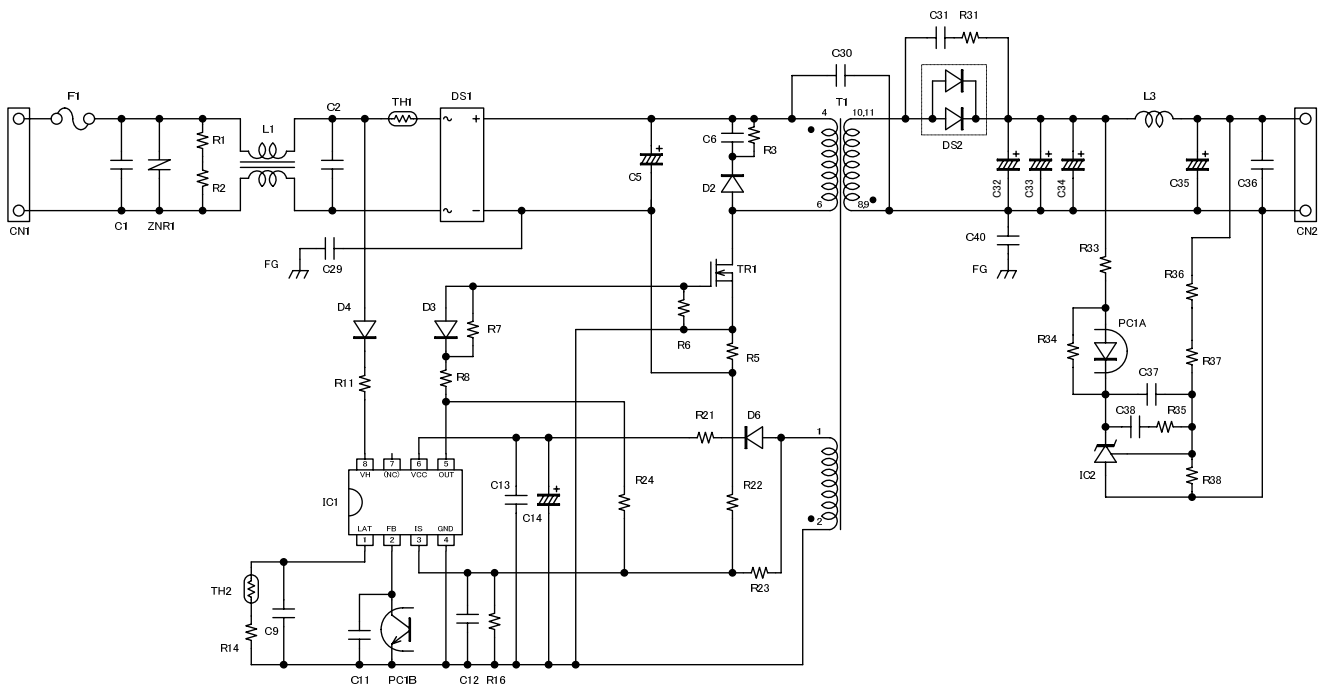 C31
R31
C30
F1
TH1
DS1
C2
T1
L3
4
10,11
R1
L1
C6
R3
DS2
C5
R2
D2
C32
C33
C34
C35
C36
6
8,9
CN1
C1
ZNR1
CN2
C40
R33
FG
C29
TR1
FG
R36
D4
D3
PC1A
R7
R6
R34
R5
R37
R11
R8
C37
C38
R35
R21
D6
1
8
7
6
5
VH
(NC)
VCC
OUT
IC2
R38
C13
R24
R22
IC1
C14
2
LAT
FB
IS
GND
1
2
3
4
R23
TH2
C9
R14
C11
PC1B
C12
R16
~
+
~
−
+
+
+
+
+
+